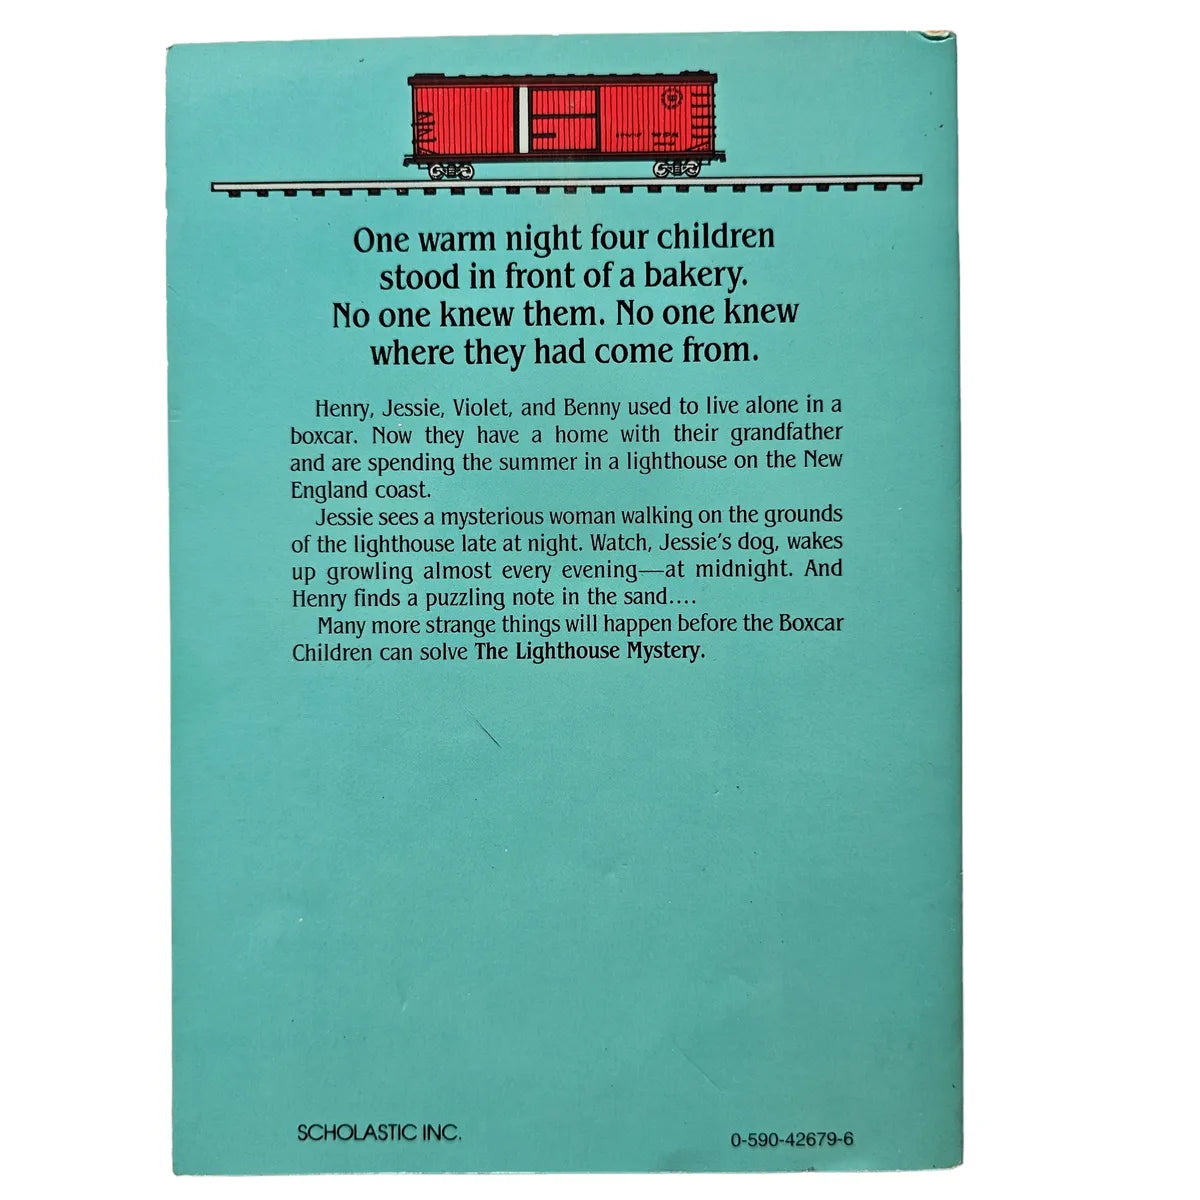 One warm night four children
stood in front of a bakery.
No one knew them. No one knew
where they had come from.
Henry, Jessie, Violet, and Benny used to live alone in a
boxcar. Now they have a home with their grandfather
and are spending the summer in a lighthouse on the New
England coast.
Jessie sees a mysterious woman walking on the grounds
of the lighthouse late at night. Watch, Jessie's dog, wakes
up growling almost every evening—at midnight. And
Henry finds a puzzling note in the sand....
Many more strange things will happen before the Boxcar
Children can solve The Lighthouse Mystery.
SCHOLASTIC INC.
0-590-42679-6